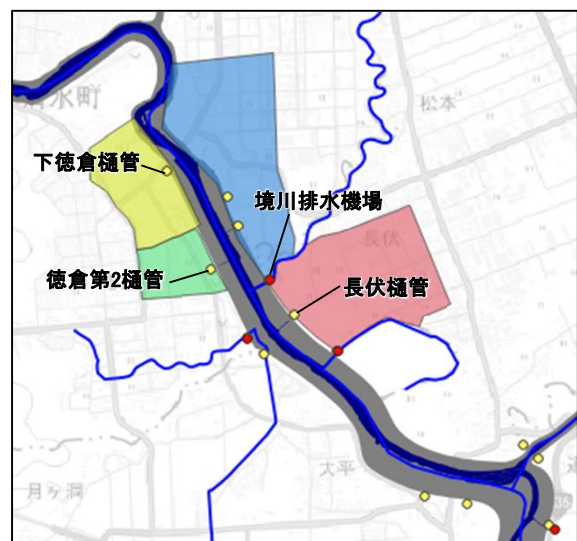 水町
松本
下徳倉樋管
境川排水機場
長伏
徳倉第2樋管
長伏樋管
大平
月ヶ洞